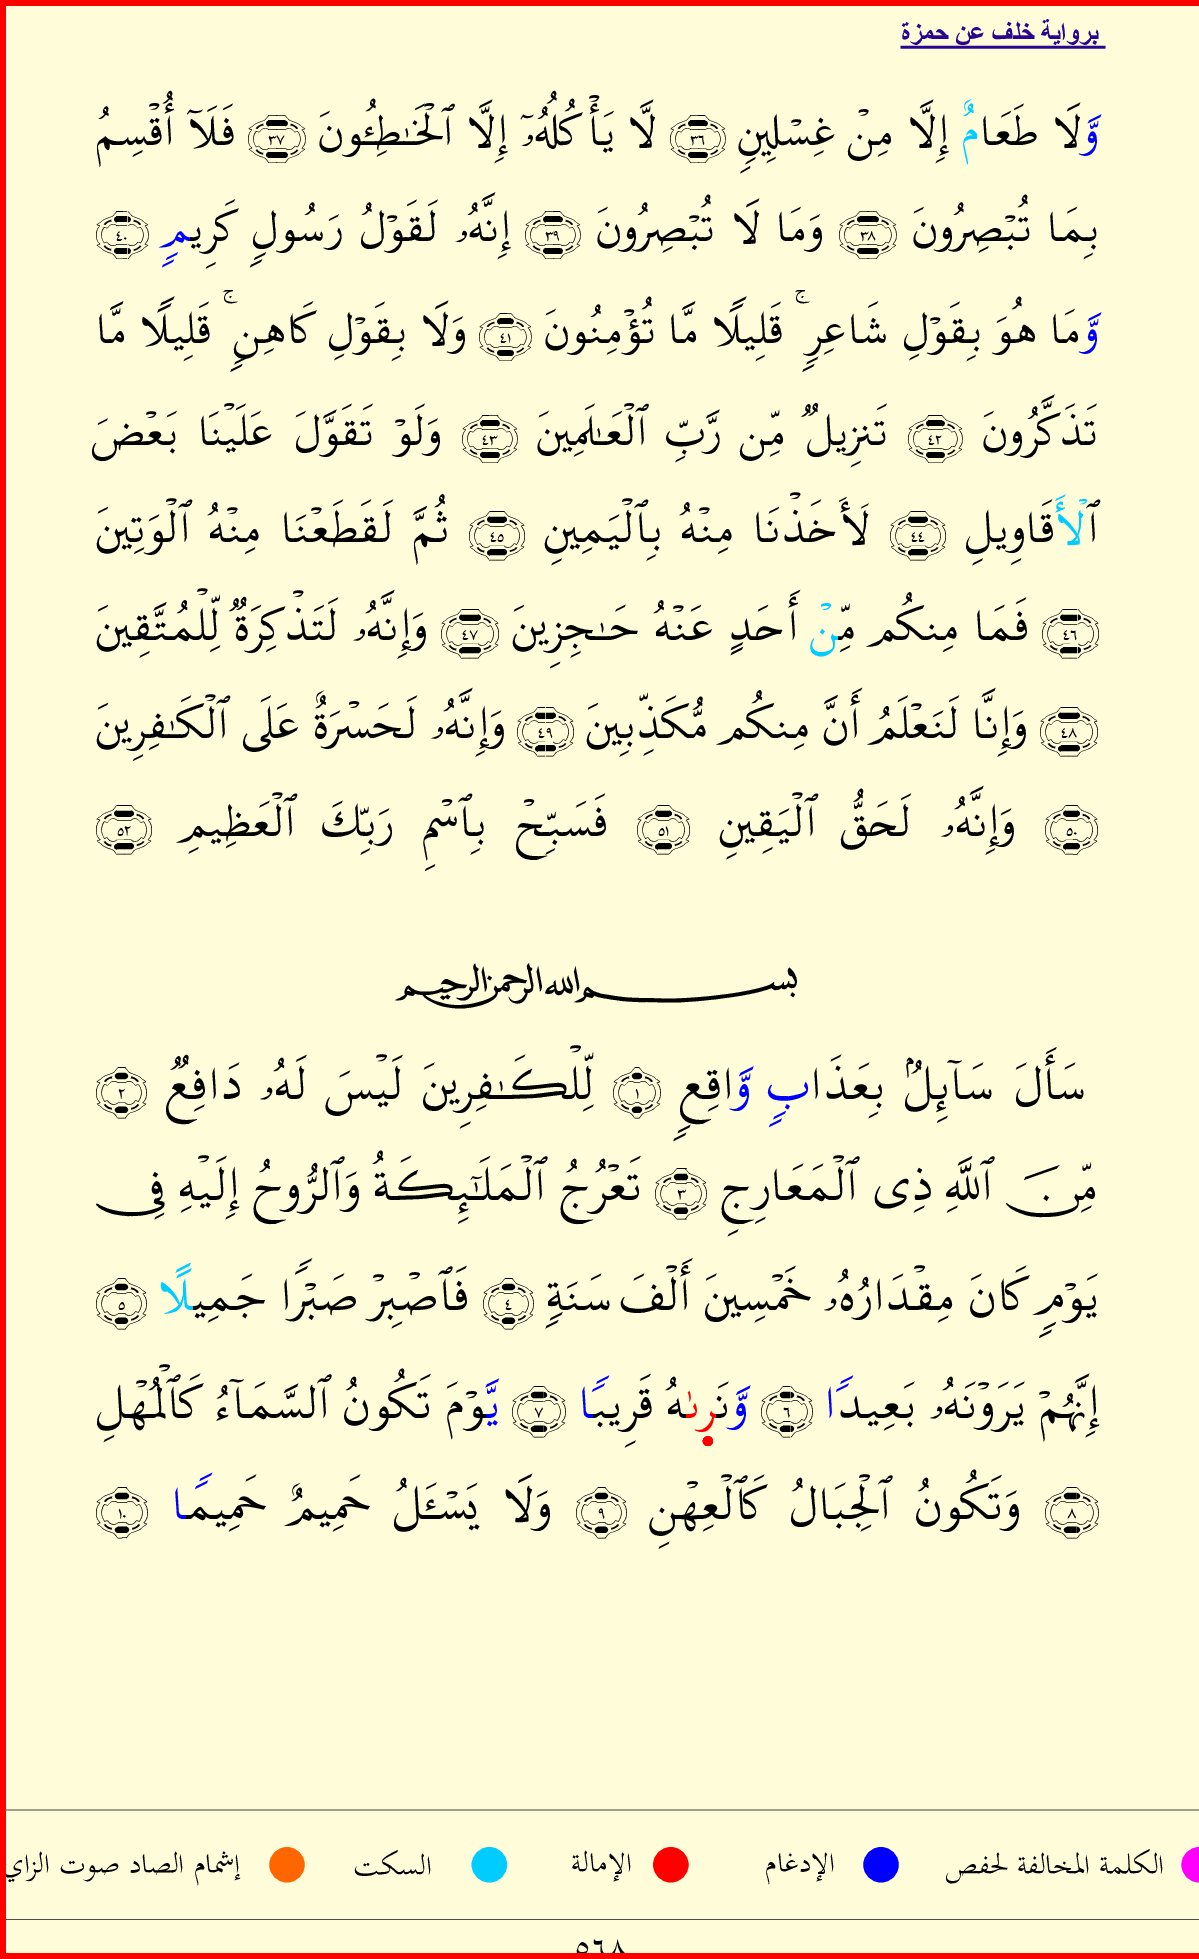 برواية خلف عن حمزة
وَّلَا طَعَامٌ إِلَّا مِنۡ غِسۡلِينٍ ٣٦ لَّا يَأۡكُلُهُۥٓ إِلَّا ٱلۡخَٰطِـُٔونَ ٣٧ فَلَآ أُقۡسِمُ
بِمَا تُبۡصِرُونَ ٣٨ وَمَا لَا تُبۡصِرُونَ ٣٩ إِنَّهُۥ لَقَوۡلُ رَسُولٍ كَرِيمٍ ٤٠
وَّمَا هُوَ بِقَوۡلِ شَاعِرٍۚ قَلِيلًا مَّا تُؤۡمِنُونَ ٤١ وَلَا بِقَوۡلِ كَاهِنٍۚ قَلِيلًا مَّا
تَذَكَّرُونَ ٤٢ تَنزِيلٌ مِّن رَّبِّ ٱلۡعَٰلَمِينَ ٤٣ وَلَوۡ تَقَوَّلَ عَلَيۡنَا بَعۡضَ
ٱلۡأَقَاوِيلِ ٤٤ لَأَخَذۡنَا مِنۡهُ بِٱلۡيَمِينِ ٤٥ ثُمَّ لَقَطَعۡنَا مِنۡهُ ٱلۡوَتِينَ
٤٦ فَمَا مِنكُم مِّنۡ أَحَدٍ عَنۡهُ حَٰجِزِينَ ٤٧ وَإِنَّهُۥ لَتَذۡكِرَةٌ لِّلۡمُتَّقِينَ
٤٨ وَإِنَّا لَنَعۡلَمُ أَنَّ مِنكُم مُّكَذِّبِينَ ٤٩ وَإِنَّهُۥ لَحَسۡرَةٌ عَلَى ٱلۡكَٰفِرِينَ
٥٠ وَإِنَّهُۥ لَحَقُّ ٱلۡيَقِينِ ٥١ فَسَبِّحۡ بِٱسۡمِ رَبِّكَ ٱلۡعَظِيمِ ٥٢
بسم الله الرحمن الرحيم
سَأَلَ سَآئِلٌۢ بِعَذَابٍ وَّاقِعٍ ١ لِّلۡكَٰفِرِينَ لَيۡسَ لَهُۥ دَافِعٌ ٢
مِّنَ ٱللَّهِ ذِى ٱلۡمَعَارِجِ ٣ تَعۡرُجُ ٱلۡمَلَٰٓئِكَةُ وَٱلرُّوحُ إِلَيۡهِ فِى
يَوۡمٍ كَانَ مِقۡدَارُهُۥ خَمۡسِينَ أَلۡفَ سَنَةٍ ٤ فَٱصۡبِرۡ صَبۡرًا جَمِيلًا ٥
إِنَّهُمۡ يَرَوۡنَهُۥ بَعِيدًا ٦ وَّنَرِىٰهُ قَرِيبًا ٧ يَّوۡمَ تَكُونُ ٱلسَّمَآءُ كَٱلۡمُهۡلِ
٨ وَتَكُونُ ٱلۡجِبَالُ كَٱلۡعِهۡنِ ٩ وَلَا يَسۡـَٔلُ حَمِيمٌ حَمِيمًا ١٠
الكلمة المخالفة لحفص الإدغام الإمالة السكت إشمام الصاد صوت الزاي
٥٦٨